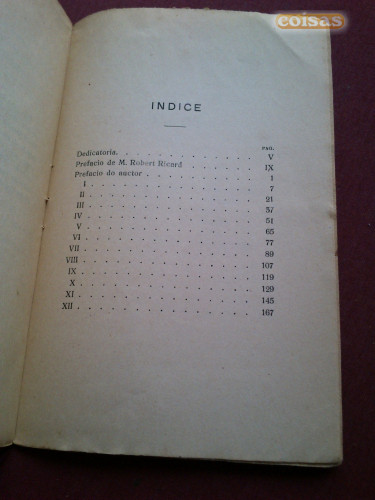 coisas
INDICE
PAG.
Dedicatoria. . . . . . . . . . . . V
Prefacio de M. Robert Ricard . . . . . . IX
Prefacio do auctor . . . . . . . . . 1
I . . . . . . . . . . . . . 7
II . . . . . . . . . . . . . 21
III . . . . . . . . . . . . . 37
IV . . . . . . . . . . . . . 51
V . . . . . . . . . . . . . 65
VI . . . . . . . . . . . . . 77
VII . . . . . . . . . . . . . 89
VIII . . . . . . . . . . . . . 107
IX . . . . . . . . . . . . . 119
X . . . . . . . . . . . . . 129
XI . . . . . . . . . . . . . 145
XII . . . . . . . . . . . . . 167